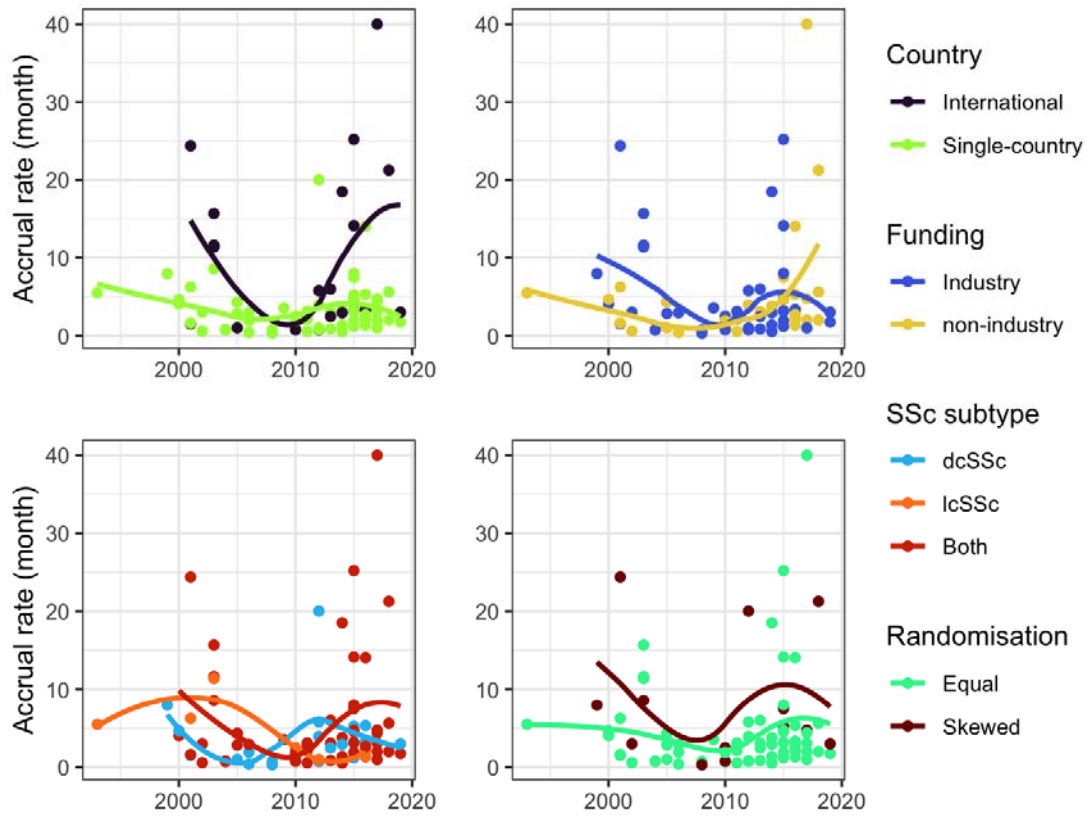 40
30
20
10
0
Accrual rate (month)
2000
2010
2020
40
30
20
10
0
2000
2010
2020
Country
International
Single-country
Funding
Industry
non-industry
40
30
20
10
0
Accrual rate (month)
2000
2010
2020
40
30
20
10
0
2000
2010
2020
SSc subtype
dcSSc
lcSSc
Both
Randomisation
Equal
Skewed